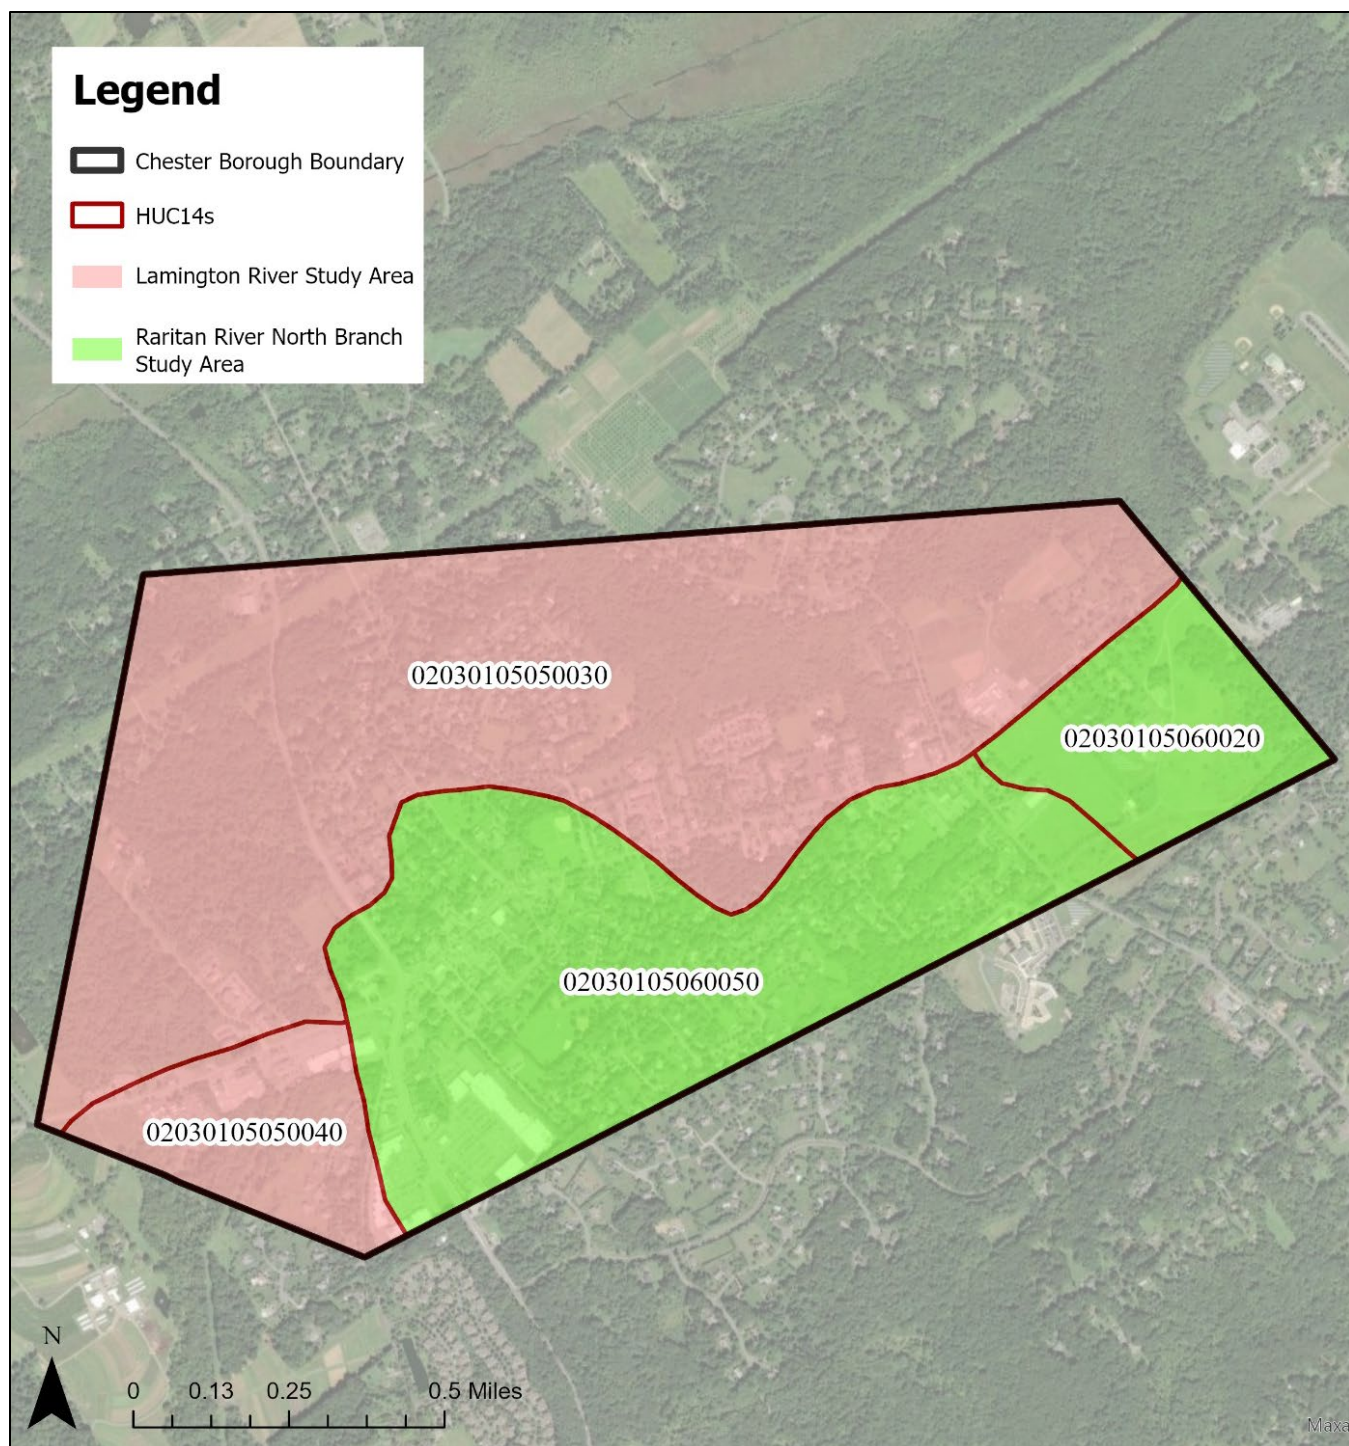 Legend
Chester Borough Boundary
HUC14s
Lamington River Study Area
Raritan River North Branch
Study Area
02030105050030
02030105060020
02030105060050
02030105050040
N
0 0.13 0.25 0.5 Miles
Maxa